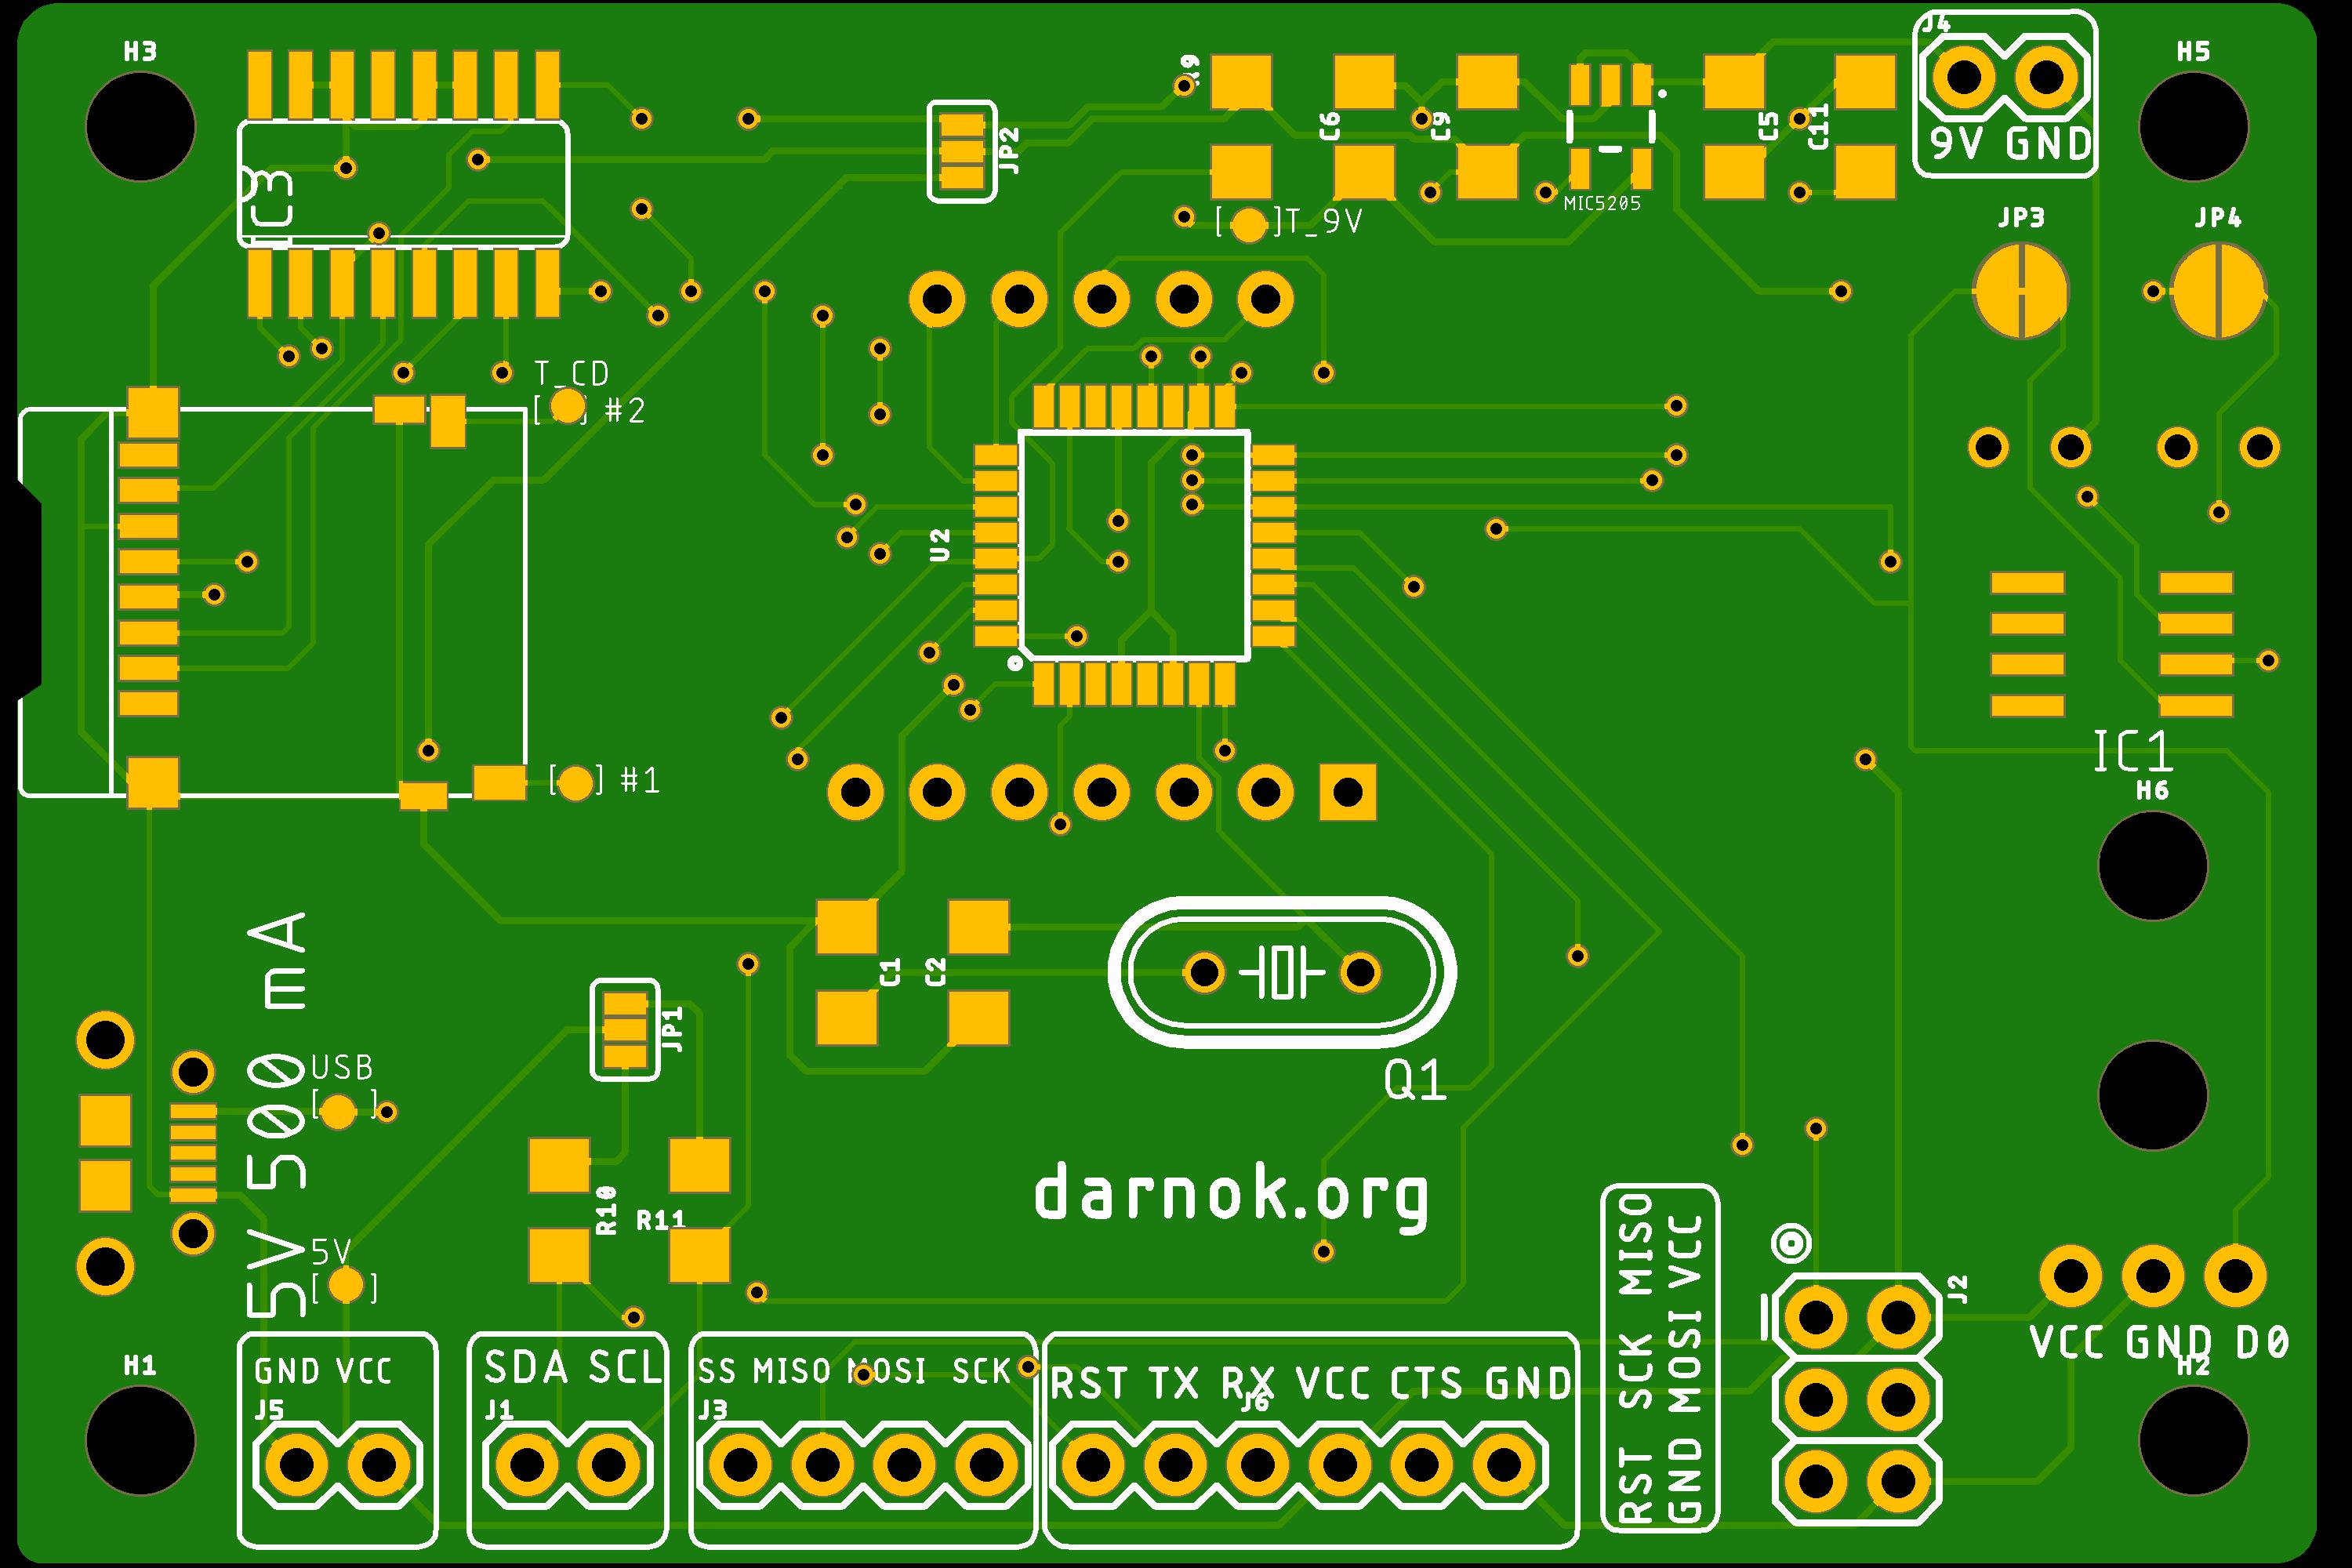 H3
J4
H5
R9
C6
C9
C5
C11
JP2
9V GND
IC3
MIC5205
[ ]T_9V
JP3
JP4
T_CD
[ ] #2
U2
IC1
[ ] #1
H6
5V 500 mA
C1
C2
JP1
USB
[ ]
Q1
darnok.org
R10
R11
5V
[ ]
RST SCK MISO
GND MOSI VCC
J2
VCC GND D0
H1
H2
GND VCC
SDA SCL
SS MISO MOSI SCK
RST TX RX VCC CTS GND
J5
J1
J3
J6